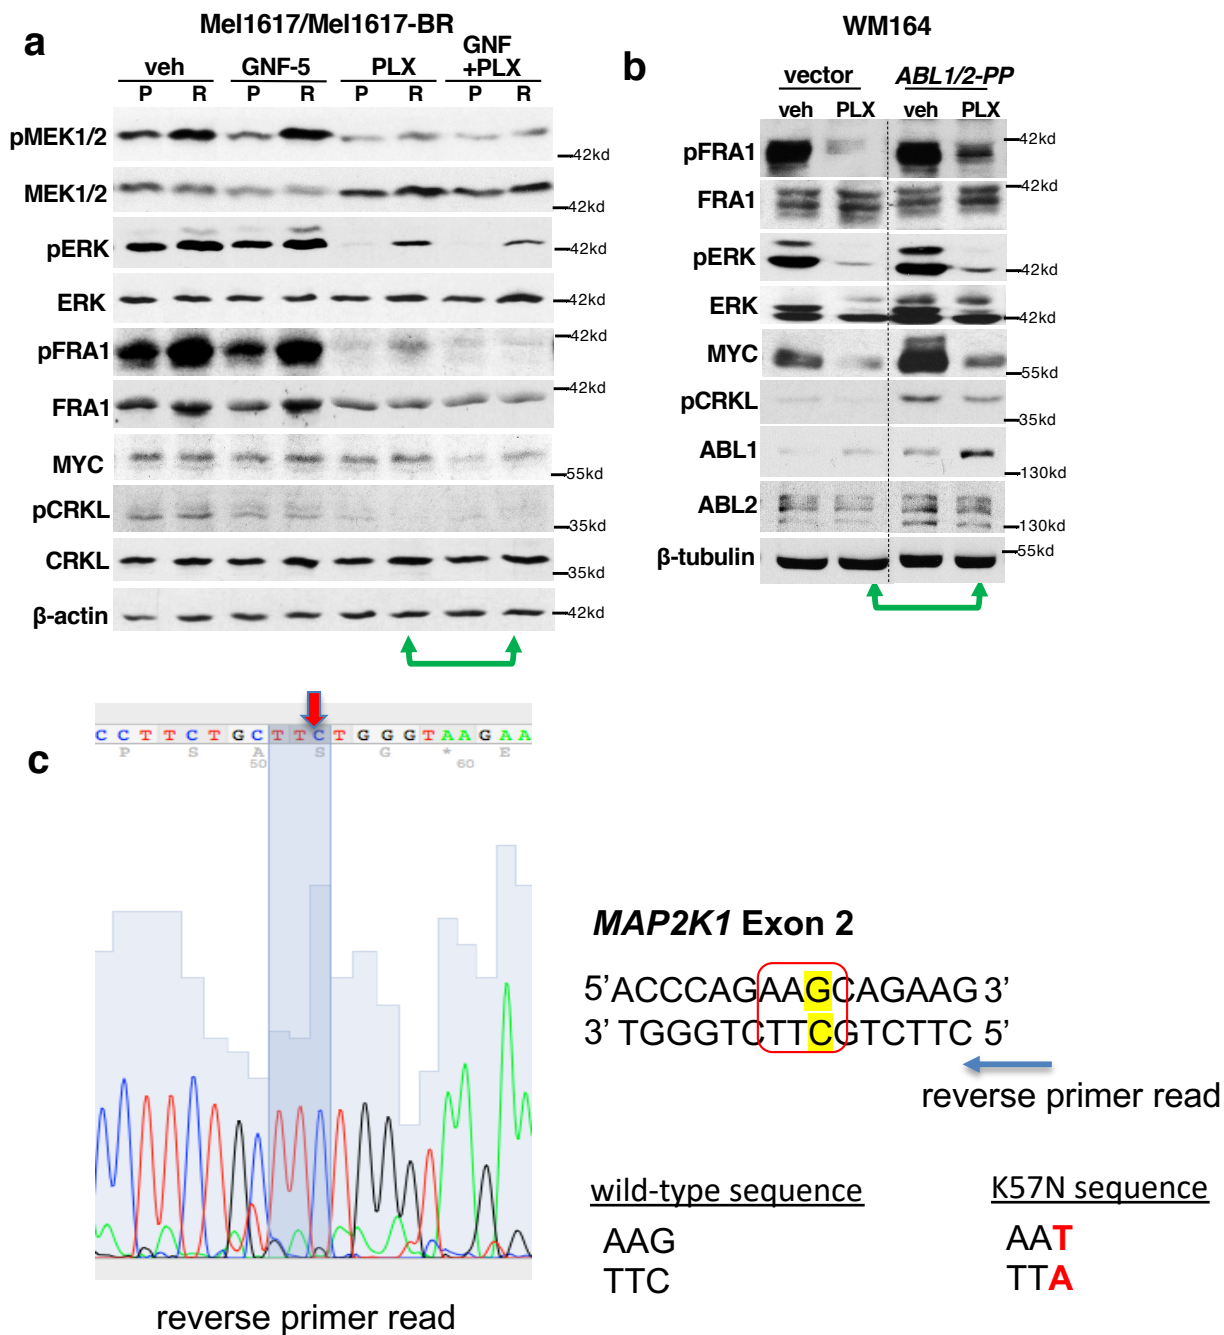 a
Mel1617/Mel1617-BR
veh GNF-5 PLX GNF +PLX
P R P R P R P R
pMEK1/2
42kd
MEK1/2
42kd
pERK
42kd
ERK
42kd
pFRA1
42kd
FRA1
42kd
MYC
55kd
pCRKL
35kd
CRKL
35kd
β-actin
42kd
b
WM164
vector ABL1/2-PP
veh PLX veh PLX
pFRA1
42kd
FRA1
42kd
pERK
42kd
ERK
42kd
MYC
55kd
pCRKL
35kd
ABL1
130kd
ABL2
130kd
β-tubulin
55kd
c
C C T T C T G C T T C T G G G T A A G A A
P S A S G * E
50 60
reverse primer read
MAP2K1 Exon 2
5’ACCCAGAAGCAGAAG 3’
3’ TGGGTCTTCGTCTTC 5’
reverse primer read
wild-type sequence
AAG
TTC
K57N sequence
AAT
TTA